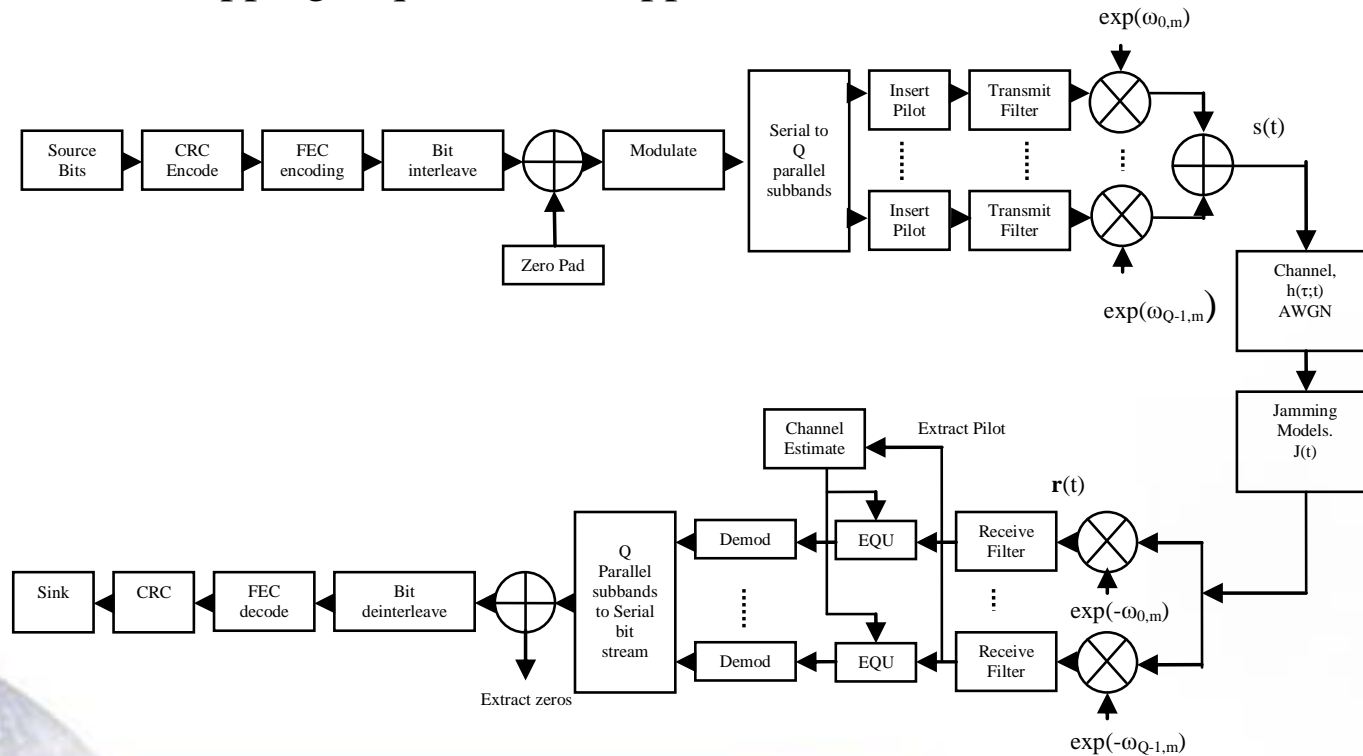 exp(ω0,m)
Source
Bits
CRC
Encode
FEC
encoding
Bit
interleave
Zero Pad
Modulate
Serial to
Q
parallel
subbands
Insert
Pilot
Transmit
Filter
Insert
Pilot
Transmit
Filter
exp(ωQ-1,m)
s(t)
Channel,
h(τ;t)
AWGN
Jamming
Models.
J(t)
Channel
Estimate
Extract Pilot
r(t)
Receive
Filter
EQU
Demod
exp(-ω0,m)
Receive
Filter
EQU
Demod
exp(-ωQ-1,m)
Q
Parallel
subbands
to Serial
bit
stream
Extract zeros
Bit
deinterleave
FEC
decode
CRC
Sink